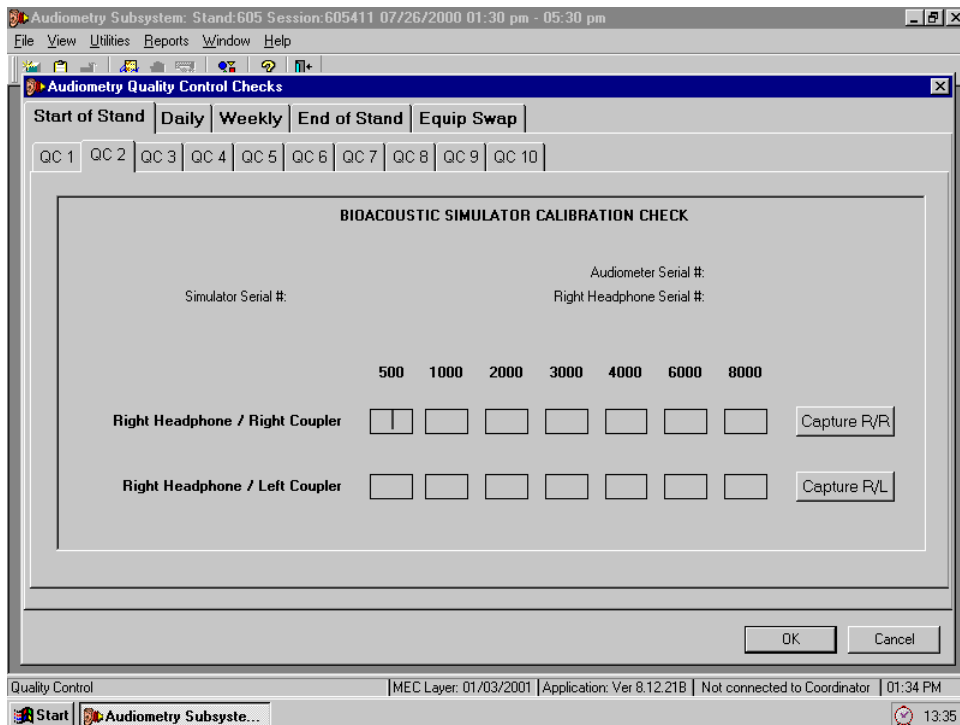 Audiometry Subsystem: Stand:605 Session:605411 07/26/2000 01:30 pm - 05:30 pm
File View Utilities Reports Window Help
Audiometry Quality Control Checks
Start of Stand Daily Weekly End of Stand Equip Swap
QC 1 QC 2 QC 3 QC 4 QC 5 QC 6 QC 7 QC 8 QC 9 QC 10
BIOACOUSTIC SIMULATOR CALIBRATION CHECK
Audiometer Serial #:
Simulator Serial #: Right Headphone Serial #:
500 1000 2000 3000 4000 6000 8000
Right Headphone / Right Coupler Capture R/R
Right Headphone / Left Coupler Capture R/L
OK Cancel
Quality Control MEC Layer: 01/03/2001 Application: Ver 8.12.21B Not connected to Coordinator 01:34 PM
Start Audiometry Subsyste... 13:35